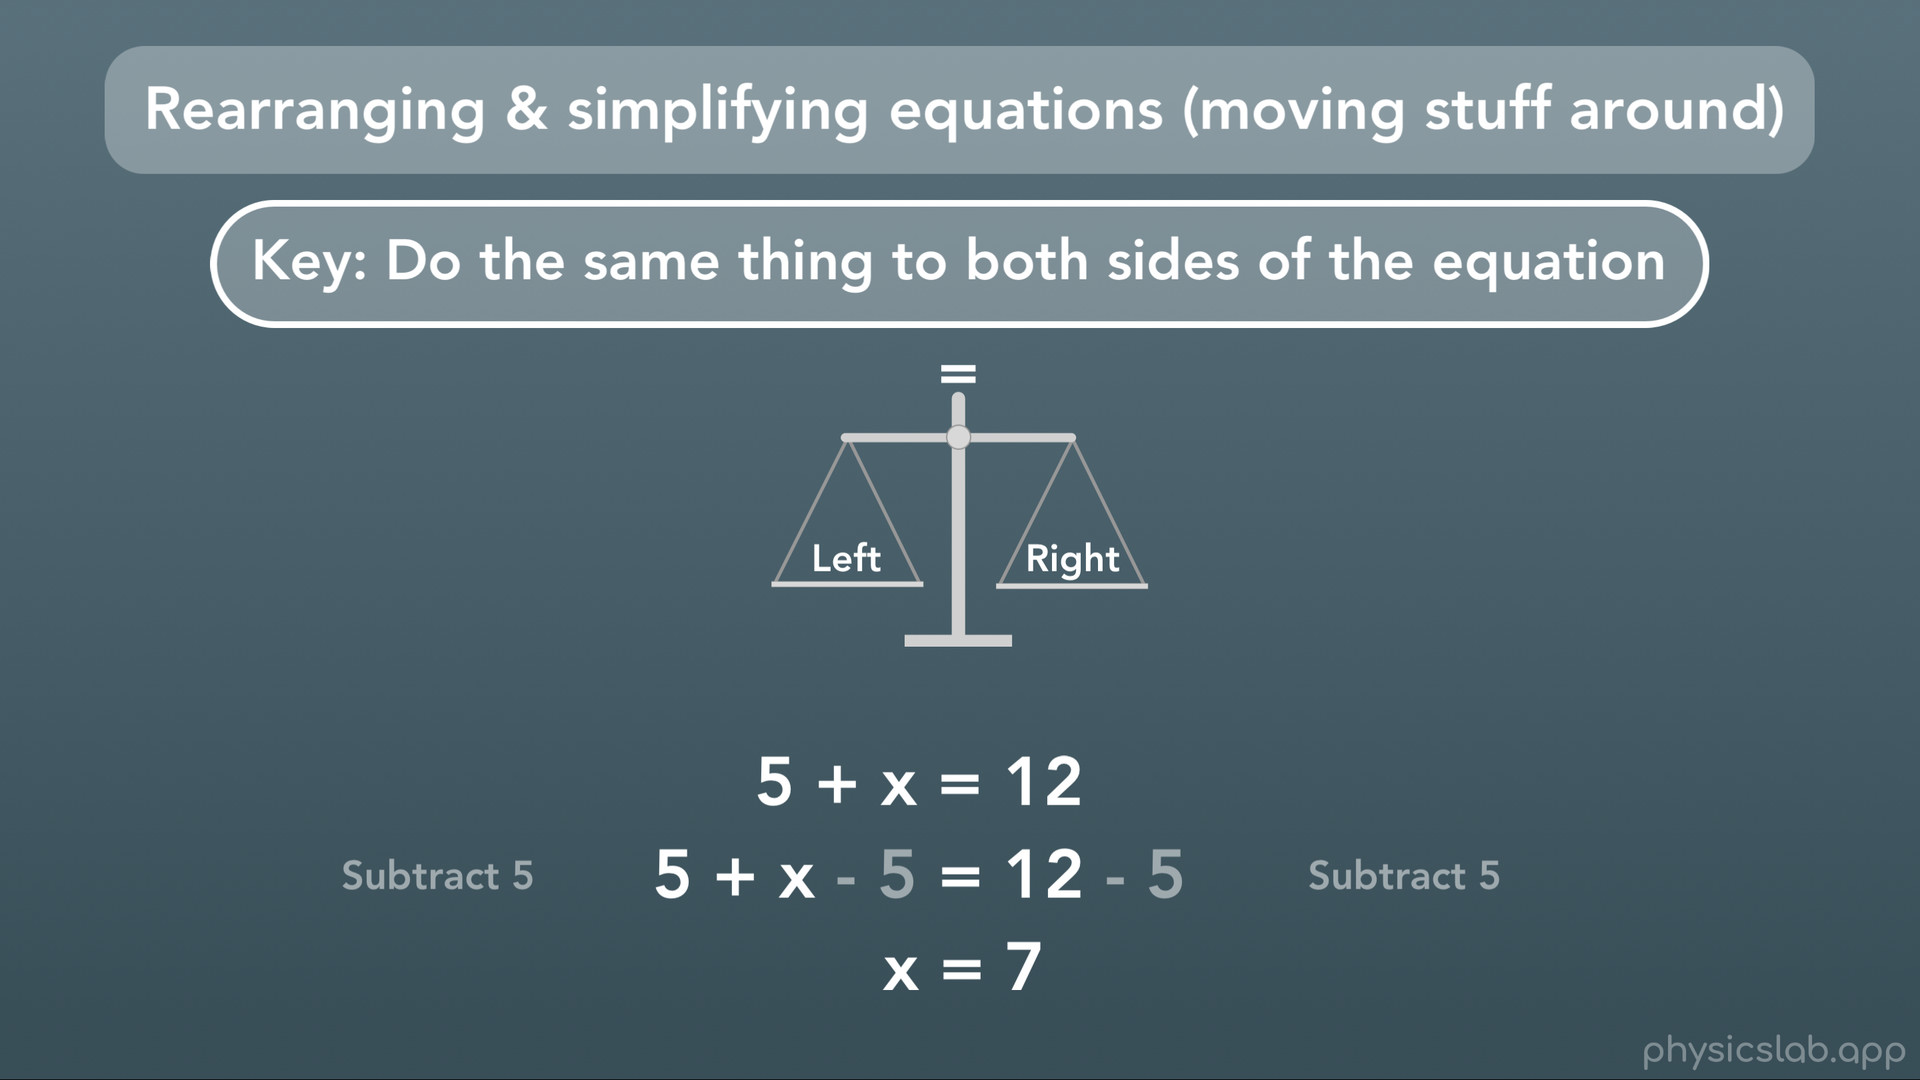 Rearranging & simplifying equations (moving stuff around)
Key: Do the same thing to both sides of the equation
=
Left Right
5 + x = 12
Subtract 5 5 + x - 5 = 12 - 5 Subtract 5
x = 7
physicslab.app